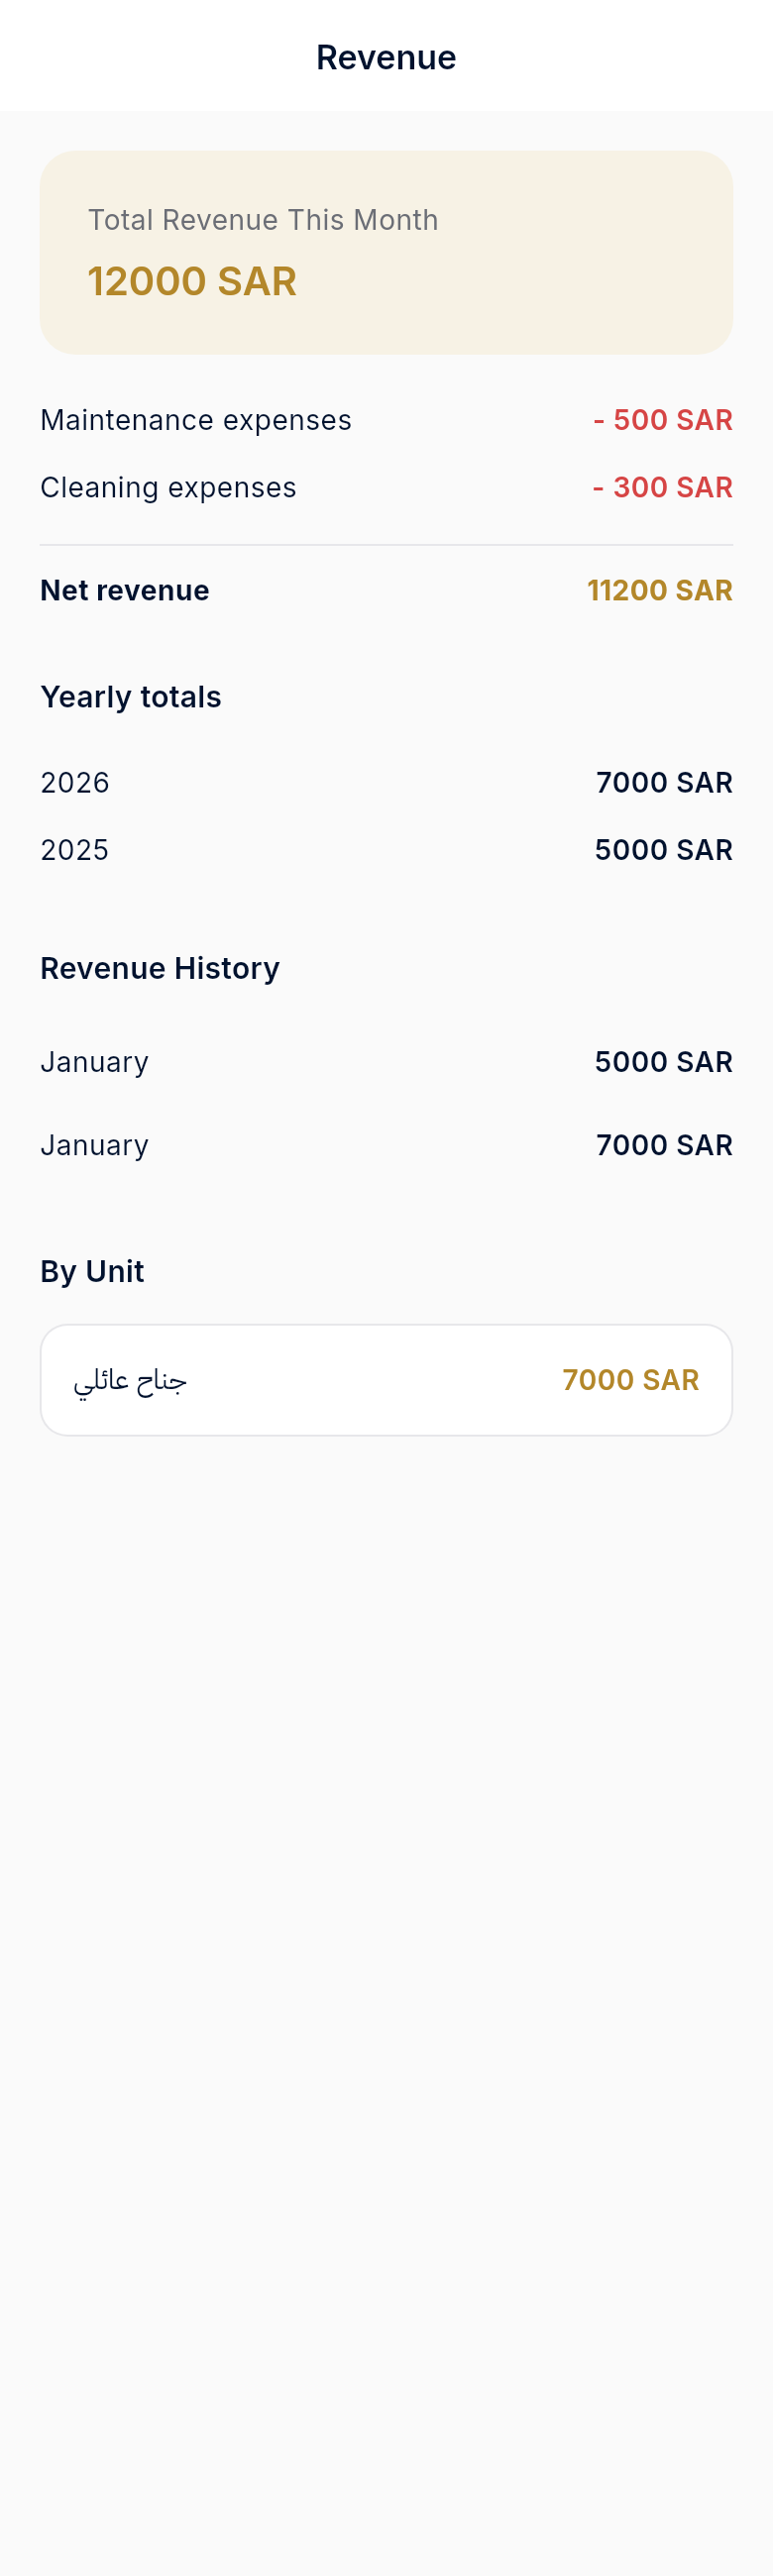 Revenue
Total Revenue This Month
12000 SAR
Maintenance expenses - 500 SAR
Cleaning expenses - 300 SAR
Net revenue 11200 SAR
Yearly totals
2026 7000 SAR
2025 5000 SAR
Revenue History
January 5000 SAR
January 7000 SAR
By Unit
جناح عائلي 7000 SAR